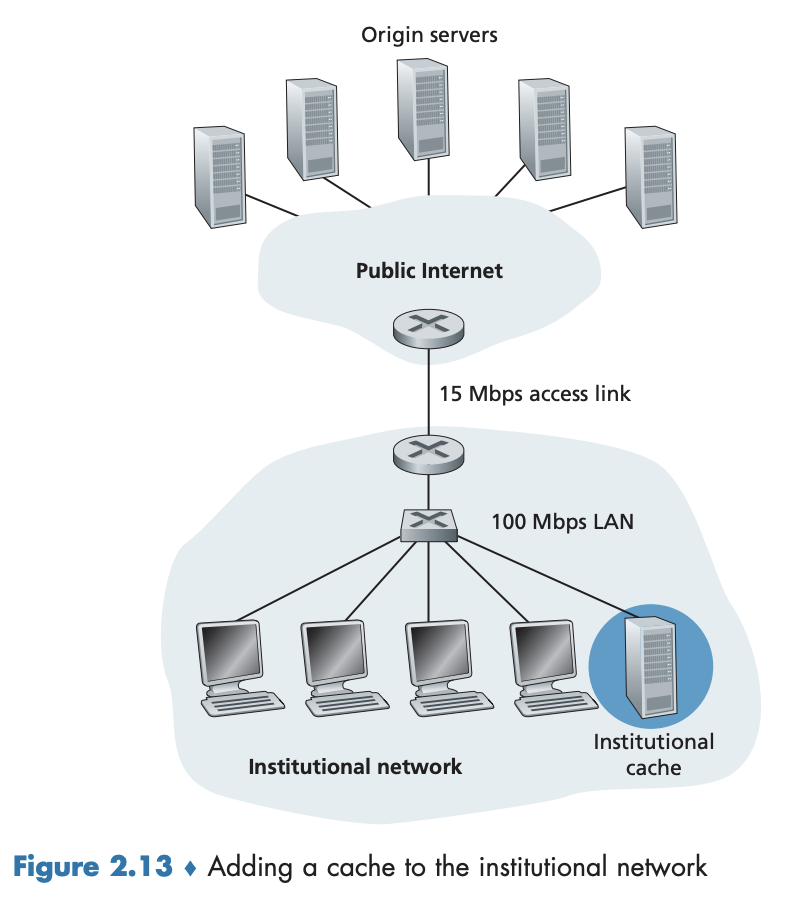 Origin servers
Public Internet
15 Mbps access link
100 Mbps LAN
Institutional
cache
Institutional network
Figure 2.13 ♦ Adding a cache to the institutional network